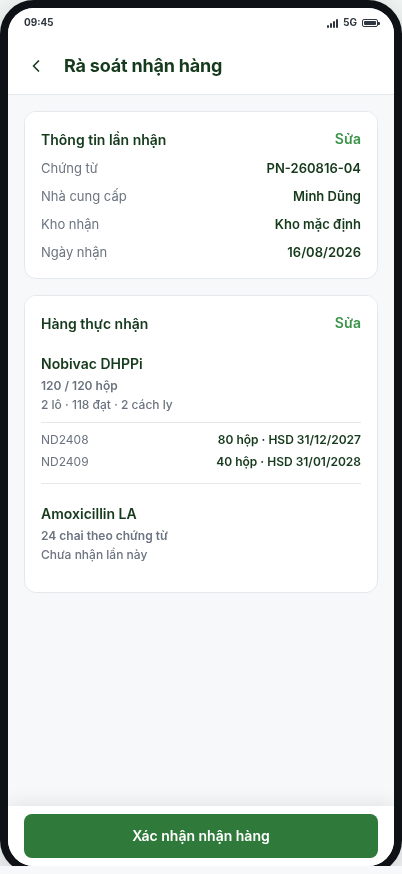 09:45 5G
Rà soát nhận hàng
Thông tin lần nhận Sửa
Chứng từ PN-260816-04
Nhà cung cấp Minh Dũng
Kho nhận Kho mặc định
Ngày nhận 16/08/2026
Hàng thực nhận Sửa
Nobivac DHPPi
120 / 120 hộp
2 lô · 118 đạt · 2 cách ly
ND2408 80 hộp · HSD 31/12/2027
ND2409 40 hộp · HSD 31/01/2028
Amoxicillin LA
24 chai theo chứng từ
Chưa nhận lần này
Xác nhận nhận hàng